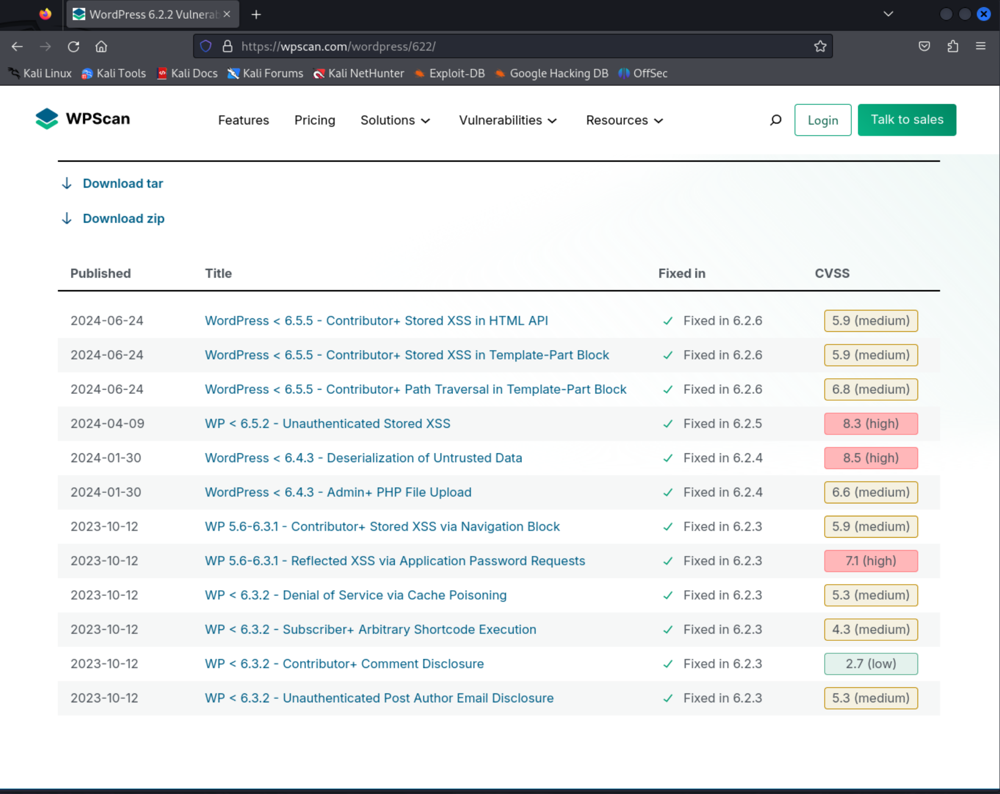 WordPress 6.2.2 Vulnerab
https://wpscan.com/wordpress/622/
Kali Linux Kali Tools Kali Docs Kali Forums Kali NetHunter Exploit-DB Google Hacking DB OffSec
WPScan Features Pricing Solutions Vulnerabilities Resources Login Talk to sales
Download tar
Download zip
Published Title Fixed in CVSS
2024-06-24 WordPress < 6.5.5 - Contributor+ Stored XSS in HTML API ✓ Fixed in 6.2.6 5.9 (medium)
2024-06-24 WordPress < 6.5.5 - Contributor+ Stored XSS in Template-Part Block ✓ Fixed in 6.2.6 5.9 (medium)
2024-06-24 WordPress < 6.5.5 - Contributor+ Path Traversal in Template-Part Block ✓ Fixed in 6.2.6 6.8 (medium)
2024-04-09 WP < 6.5.2 - Unauthenticated Stored XSS ✓ Fixed in 6.2.5 8.3 (high)
2024-01-30 WordPress < 6.4.3 - Deserialization of Untrusted Data ✓ Fixed in 6.2.4 8.5 (high)
2024-01-30 WordPress < 6.4.3 - Admin+ PHP File Upload ✓ Fixed in 6.2.4 6.6 (medium)
2023-10-12 WP 5.6-6.3.1 - Contributor+ Stored XSS via Navigation Block ✓ Fixed in 6.2.3 5.9 (medium)
2023-10-12 WP 5.6-6.3.1 - Reflected XSS via Application Password Requests ✓ Fixed in 6.2.3 7.1 (high)
2023-10-12 WP < 6.3.2 - Denial of Service via Cache Poisoning ✓ Fixed in 6.2.3 5.3 (medium)
2023-10-12 WP < 6.3.2 - Subscriber+ Arbitrary Shortcode Execution ✓ Fixed in 6.2.3 4.3 (medium)
2023-10-12 WP < 6.3.2 - Contributor+ Comment Disclosure ✓ Fixed in 6.2.3 2.7 (low)
2023-10-12 WP < 6.3.2 - Unauthenticated Post Author Email Disclosure ✓ Fixed in 6.2.3 5.3 (medium)